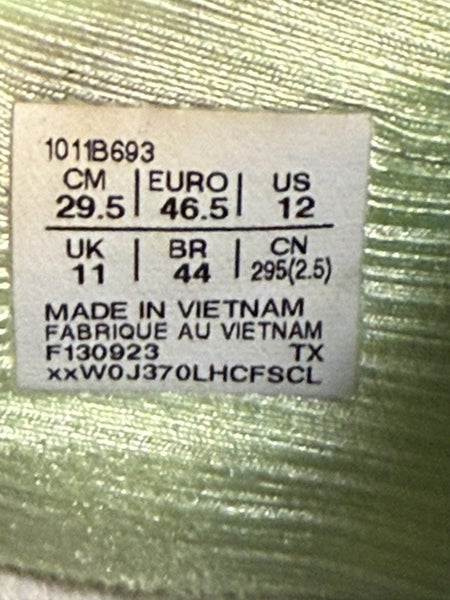 1011B693
CM | EURO | US
29.5 | 46.5 | 12
UK | BR | CN
11 | 44 | 295(2.5)
MADE IN VIETNAM
FABRIQUE AU VIETNAM
F130923 TX
xxW0J370LHCFSCL